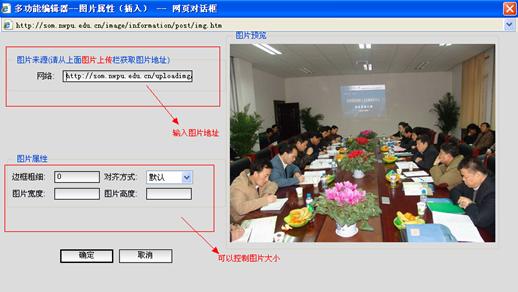 多功能编辑器--图片属性（插入） -- 网页对话框
http://som.nwpu.edu.cn/image/information/post/img.htm
图片来源(请从上面图片上传栏获取图片地址)
网络: http://som.nwpu.edu.cn/uploadimg/
输入图片地址
图片属性
边框粗细: 0 对齐方式: 默认
图片宽度: 图片高度:
确定 取消
可以控制图片大小
图片预览